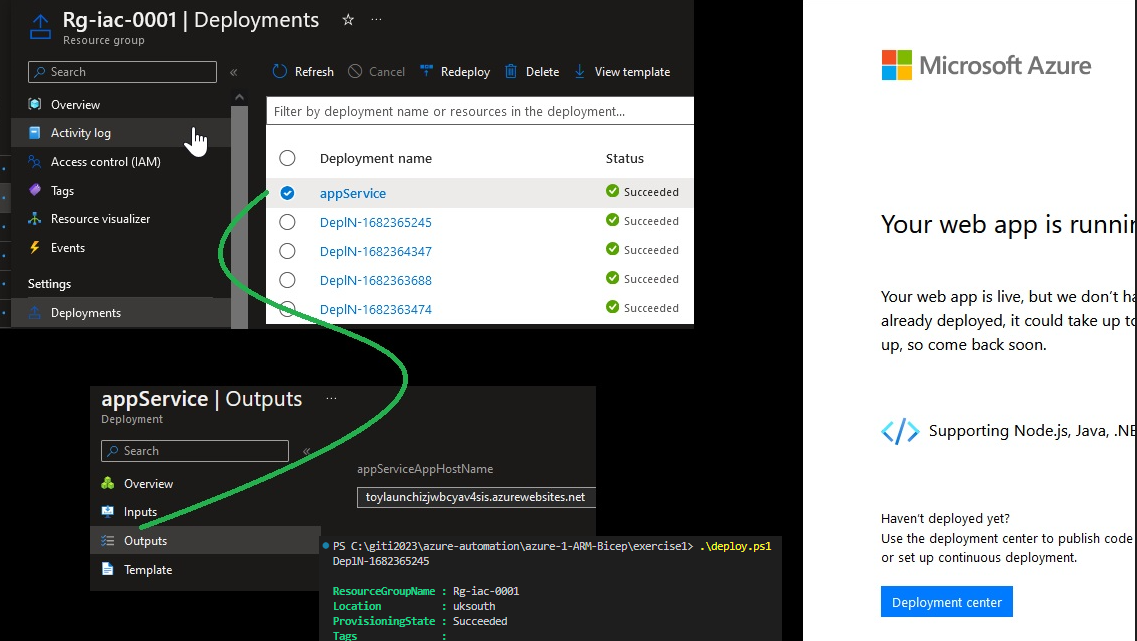 Rg-iac-0001 | Deployments ☆ ...
Resource group
Search «
Refresh Cancel Redeploy Delete View template
Overview
Activity log
Access control (IAM)
Tags
Resource visualizer
Events
Settings
Deployments
Filter by deployment name or resources in the deployment...
Deployment name Status
appService Succeeded
DeplN-1682365245 Succeeded
DeplN-1682364347 Succeeded
DeplN-1682363688 Succeeded
DeplN-1682363474 Succeeded
appService | Outputs ...
Deployment
Search «
Overview
Inputs
Outputs
Template
appServiceAppHostName
toylaunchizjwbcyav4sis.azurewebsites.net
PS C:\giti2023\azure-automation\azure-1-ARM-Bicep\exercise1> .\deploy.ps1
DeplN-1682365245
ResourceGroupName : Rg-iac-0001
Location : uksouth
ProvisioningState : Succeeded
Tags :
Microsoft Azure
Your web app is runnin
Your web app is live, but we don't ha
already deployed, it could take up to
up, so come back soon.
</> Supporting Node.js, Java, .NE
Haven't deployed yet?
Use the deployment center to publish code
or set up continuous deployment.
Deployment center